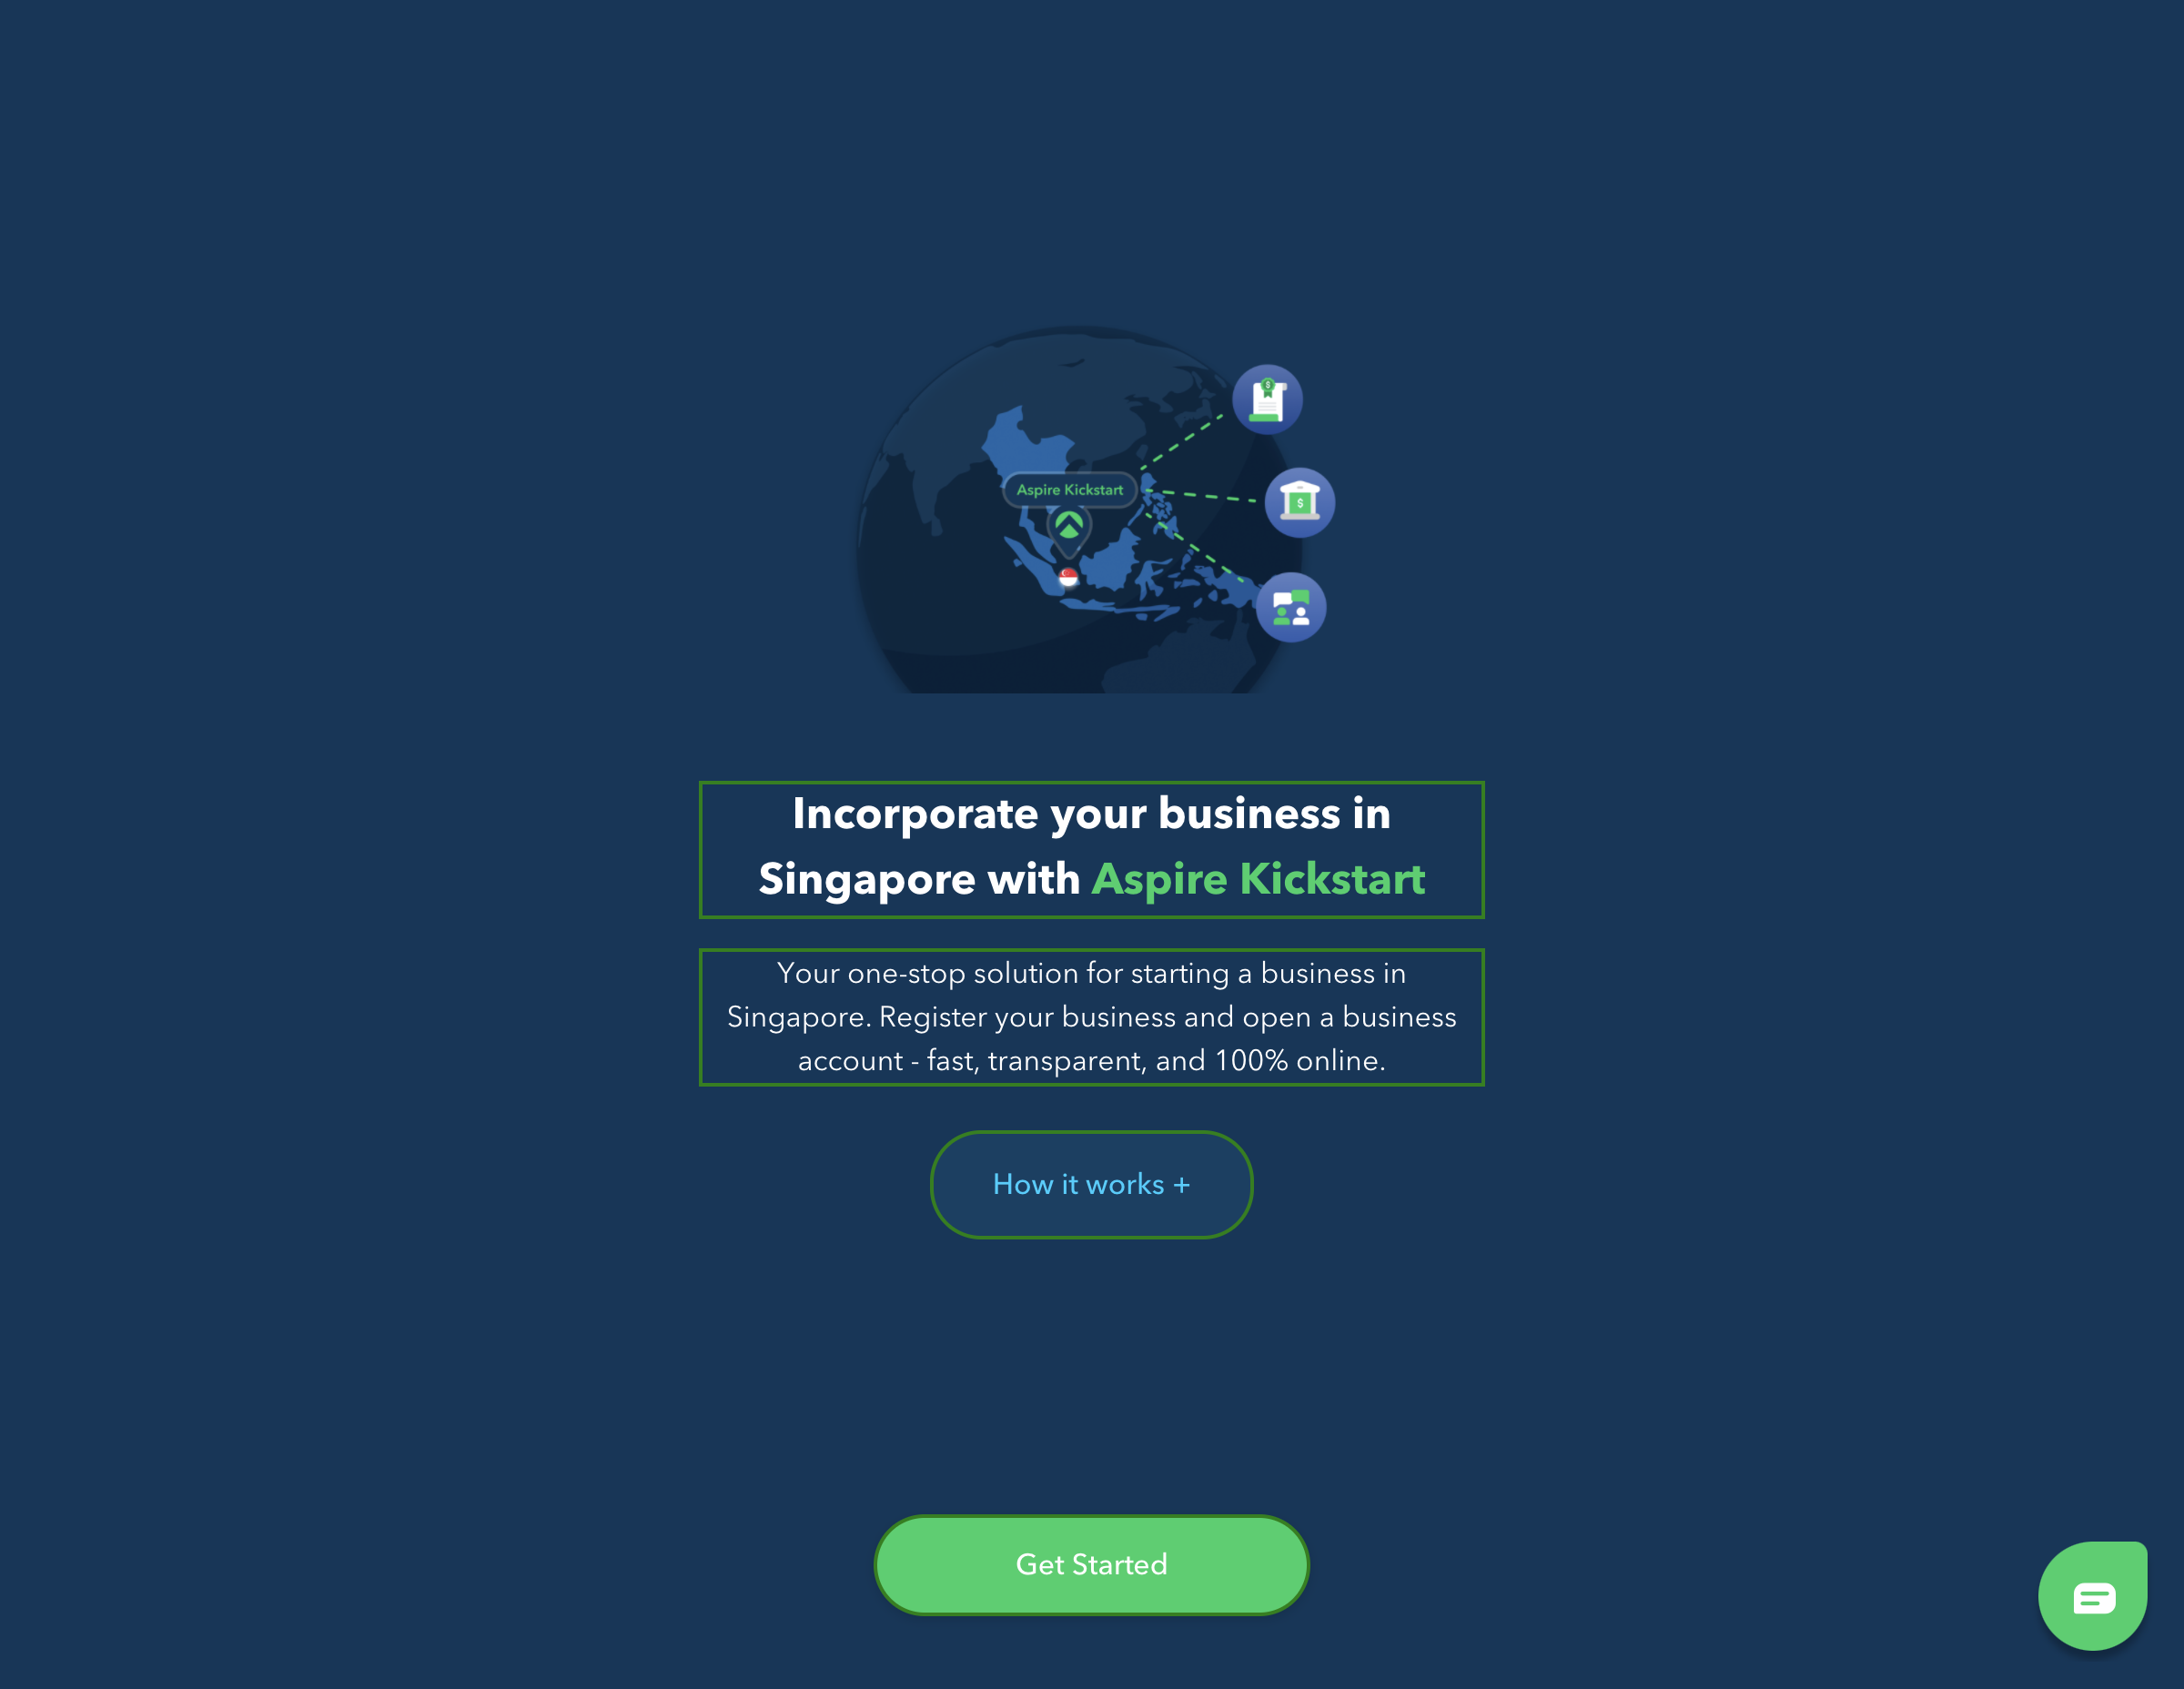 Aspire Kickstart
$
$
Incorporate your business in
Singapore with Aspire Kickstart
Your one-stop solution for starting a business in
Singapore. Register your business and open a business
account - fast, transparent, and 100% online.
How it works +
Get Started